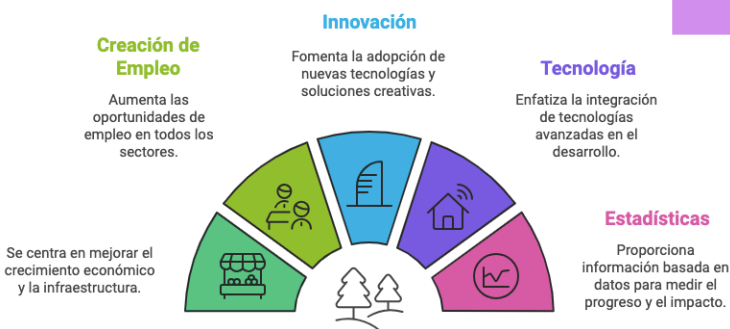 Innovación
Fomenta la adopción de
nuevas tecnologías y
soluciones creativas.
Creación de
Empleo
Aumenta las
oportunidades de
empleo en todos los
sectores.
Tecnología
Enfatiza la integración
de tecnologías
avanzadas en el
desarrollo.
Se centra en mejorar el
crecimiento económico
y la infraestructura.
Estadísticas
Proporciona
información basada en
datos para medir el
progreso y el impacto.